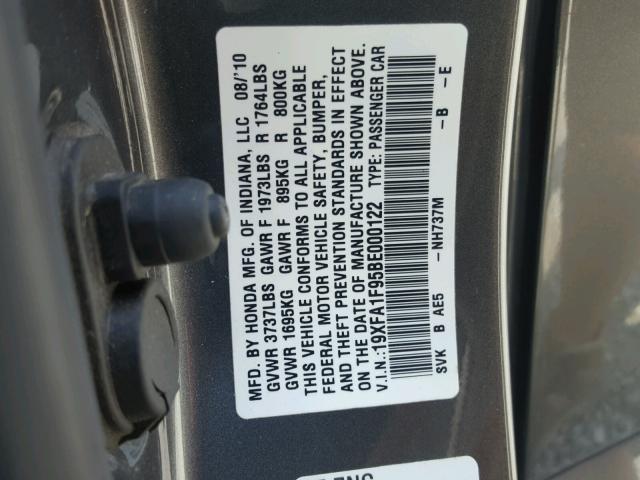 MFD. BY HONDA MFG. OF INDIANA, LLC 08/'10
GVWR 3737LBS GAWR F 1973LBS R 1764LBS
GVWR 1695KG GAWR F 895KG R 800KG
THIS VEHICLE CONFORMS TO ALL APPLICABLE
FEDERAL MOTOR VEHICLE SAFETY, BUMPER,
AND THEFT PREVENTION STANDARDS IN EFFECT
ON THE DATE OF MANUFACTURE SHOWN ABOVE.
V.I.N.:19XFA1F95BE000122 TYPE: PASSENGER CAR
SVK B AE5 -NH737M -B -E